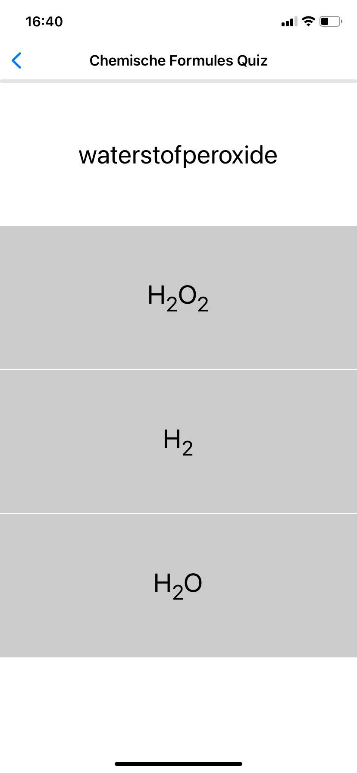 16:40
Chemische Formules Quiz
waterstofperoxide
H₂O₂
H₂
H₂O